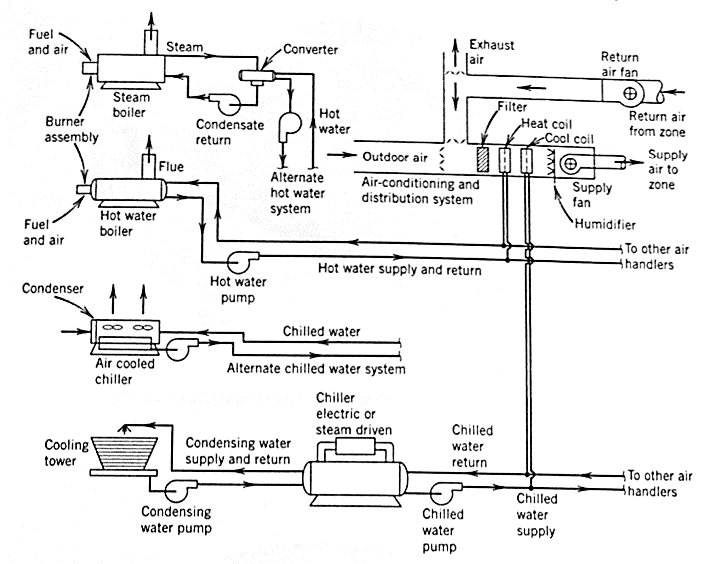 Fuel
and air
Steam
Converter
Steam
boiler
Burner
assembly
Condensate
return
Hot
water
Alternate
hot water
system
Flue
Fuel
and air
Hot water
boiler
Exhaust
air
Return
air fan
Return air
from zone
Filter
Heat coil
Cool coil
Outdoor air
Air-conditioning and
distribution system
Supply
air to
zone
Supply
fan
Humidifier
To other air
handlers
Hot water
pump
Hot water supply and return
Condenser
Chilled water
Air cooled
chiller
Alternate chilled water system
Chiller
electric or
steam driven
Cooling
tower
Condensing water
supply and return
Chilled
water
return
To other air
handlers
Condensing
water pump
Chilled
water
pump
Chilled
water
supply